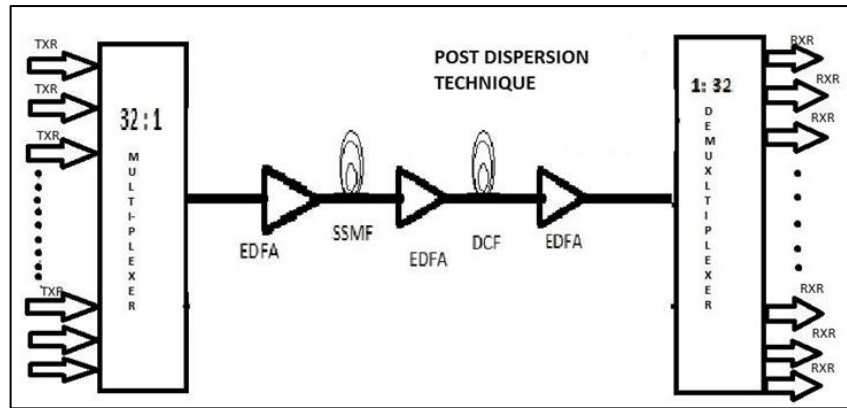 TXR
TXR
TXR
TXR
32:1
MULTIPLEXER
POST DISPERSION
TECHNIQUE
EDFA
SSMF
EDFA
DCF
EDFA
1: 32
DEMUXLTIPLEXER
RXR
RXR
RXR
RXR
RXR
RXR